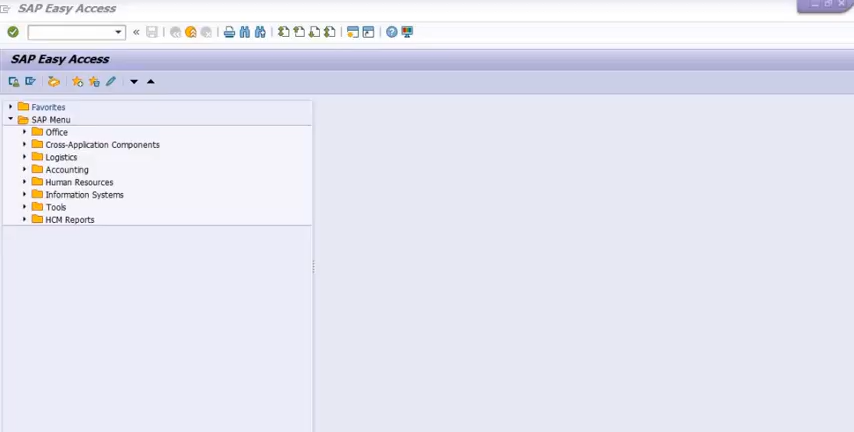 SAP Easy Access
SAP Easy Access
Favorites
SAP Menu
Office
Cross-Application Components
Logistics
Accounting
Human Resources
Information Systems
Tools
HCM Reports